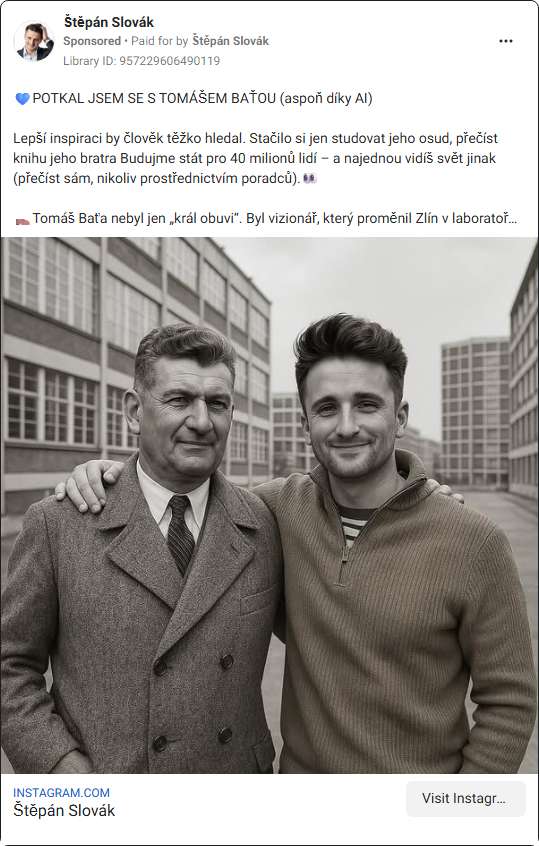 Štěpán Slovák
Sponsored • Paid for by Štěpán Slovák
Library ID: 957229606490119
💙 POTKAL JSEM SE S TOMÁŠEM BAŤOU (aspoň díky AI)
Lepší inspiraci by člověk těžko hledal. Stačilo si jen studovat jeho osud, přečíst
knihu jeho bratra Budujme stát pro 40 milionů lidí – a najednou vidíš svět jinak
(přečíst sám, nikoliv prostřednictvím poradců). 👀
Tomáš Baťa nebyl jen „král obuvi“. Byl vizionář, který proměnil Zlín v laboratoř...
INSTAGRAM.COM
Štěpán Slovák
Visit Instagr...